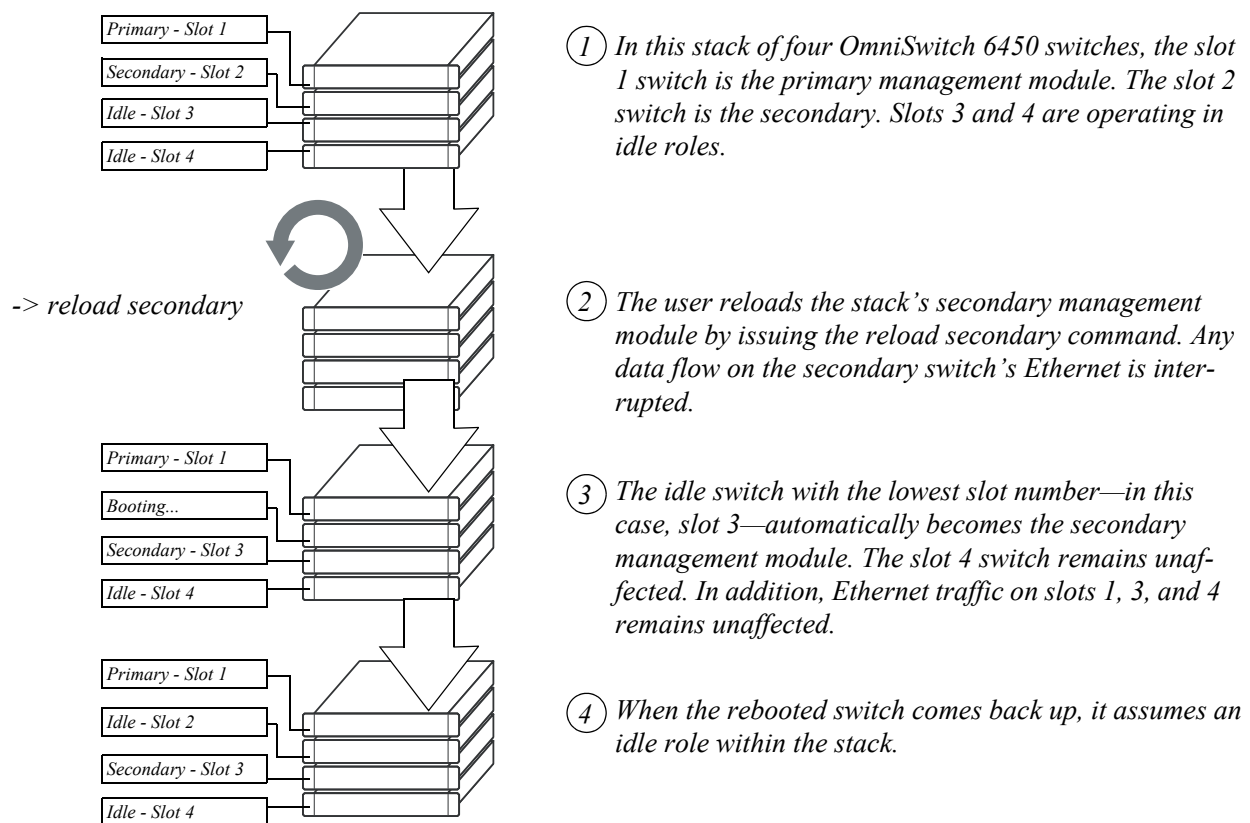 Primary - Slot 1
Secondary - Slot 2
Idle - Slot 3
Idle - Slot 4
1 In this stack of four OmniSwitch 6450 switches, the slot
1 switch is the primary management module. The slot 2
switch is the secondary. Slots 3 and 4 are operating in
idle roles.
-> reload secondary
2 The user reloads the stack’s secondary management
module by issuing the reload secondary command. Any
data flow on the secondary switch’s Ethernet is inter-
rupted.
Primary - Slot 1
Booting...
Secondary - Slot 3
Idle - Slot 4
3 The idle switch with the lowest slot number—in this
case, slot 3—automatically becomes the secondary
management module. The slot 4 switch remains unaf-
fected. In addition, Ethernet traffic on slots 1, 3, and 4
remains unaffected.
Primary - Slot 1
Idle - Slot 2
Secondary - Slot 3
Idle - Slot 4
4 When the rebooted switch comes back up, it assumes an
idle role within the stack.